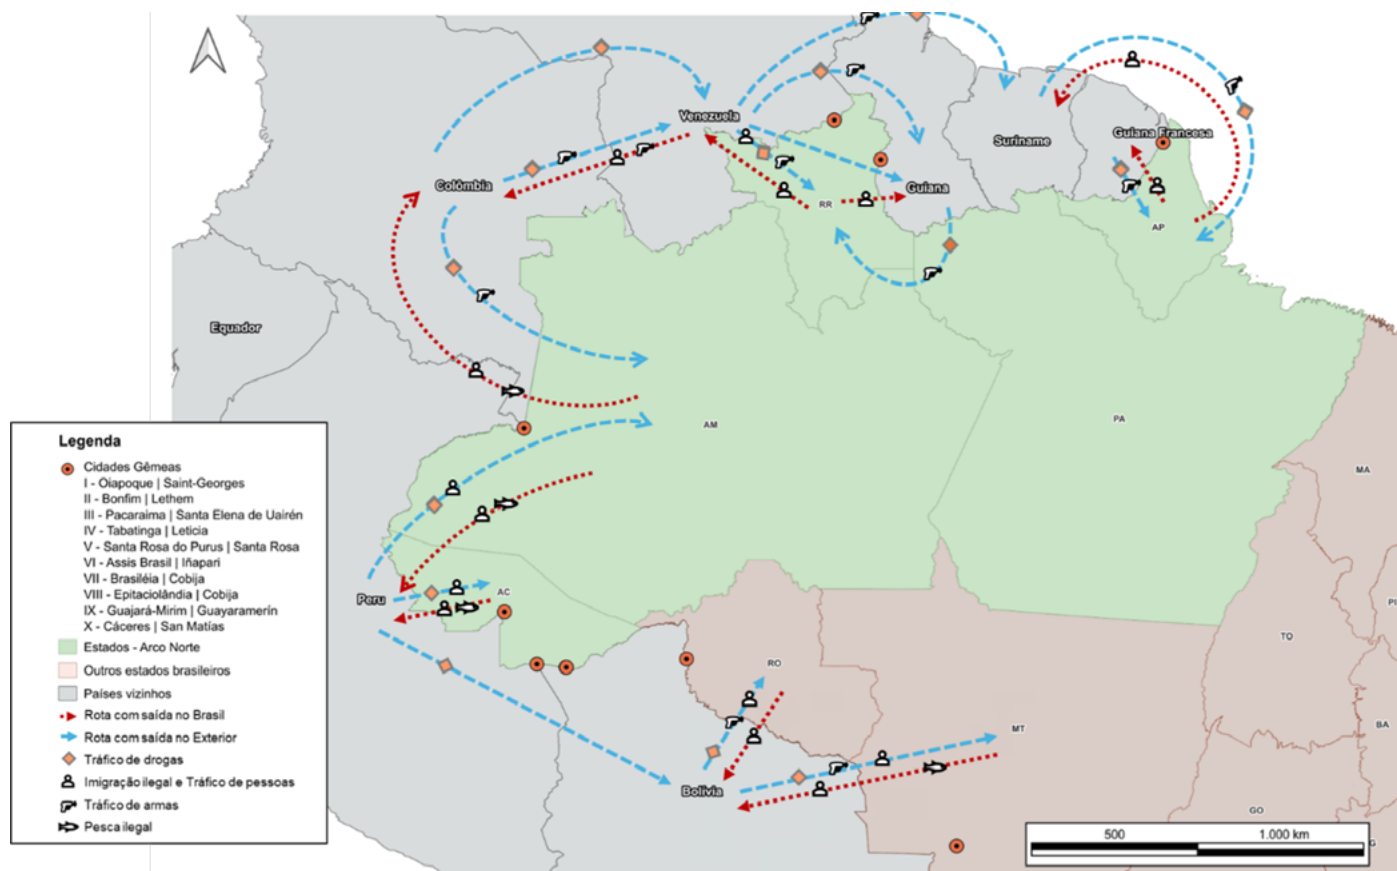 Venezuela
Suriname
Guiana Francesa
Colômbia
Guiana
RR
AP
Equador
AM
PA
MA
Legenda
Cidades Gêmeas
I - Oiapoque | Saint-Georges
II - Bonfim | Lethem
III - Pacaraima | Santa Elena de Uairén
IV - Tabatinga | Letícia
V - Santa Rosa do Purus | Santa Rosa
VI - Assis Brasil | Iñapari
VII - Brasiléia | Cobija
VIII - Epitaciolândia | Cobija
IX - Guajará-Mirim | Guayaramerín
X - Cáceres | San Matías
Estados - Arco Norte
Outros estados brasileiros
Países vizinhos
Rota com saída no Brasil
Rota com saída no Exterior
Tráfico de drogas
Imigração ilegal e Tráfico de pessoas
Tráfico de armas
Pesca ilegal
Peru
AC
PI
TO
RO
BA
MT
Bolívia
GO
G
500
1.000 km